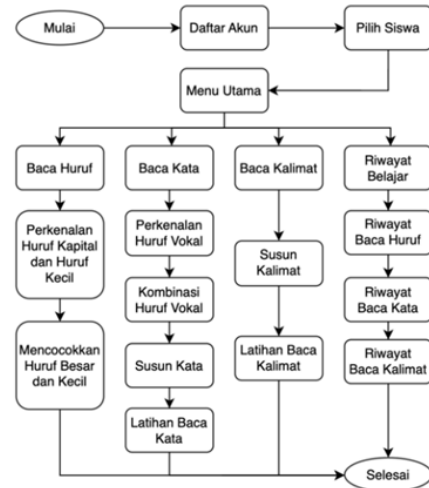 Mulai
Daftar Akun
Pilih Siswa
Menu Utama
Baca Huruf
Baca Kata
Baca Kalimat
Riwayat
Belajar
Perkenalan
Huruf Kapital
dan Huruf
Kecil
Perkenalan
Huruf Vokal
Susun
Kalimat
Riwayat
Baca Huruf
Kombinasi
Huruf Vokal
Riwayat
Baca Kata
Mencocokkan
Huruf Besar
dan Kecil
Susun Kata
Latihan Baca
Kalimat
Riwayat
Baca Kalimat
Latihan Baca
Kata
Selesai